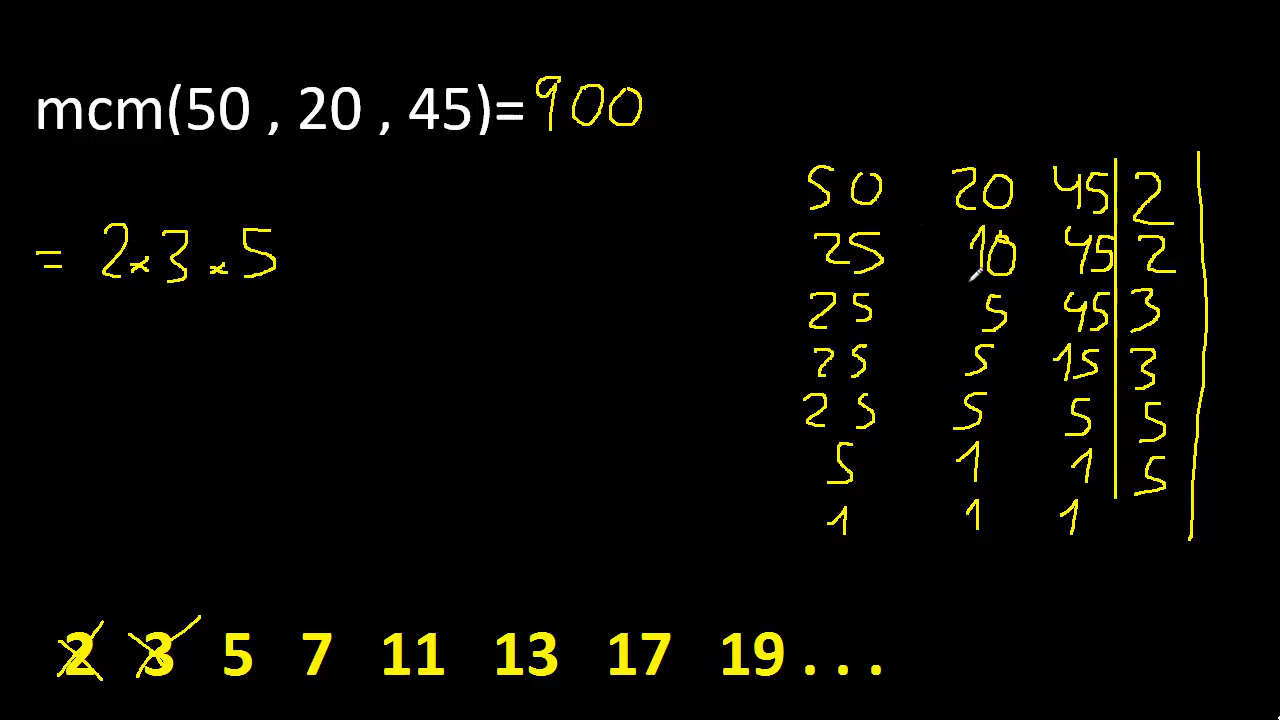 mcm(50 , 20 , 45)= 900
= 2 x 3 x 5
50 20 45 2
25 10 45 2
25 5 45 3
25 5 15 3
25 5 5 5
5 1 1 5
1 1 1
2 3 5 7 11 13 17 19 . . .